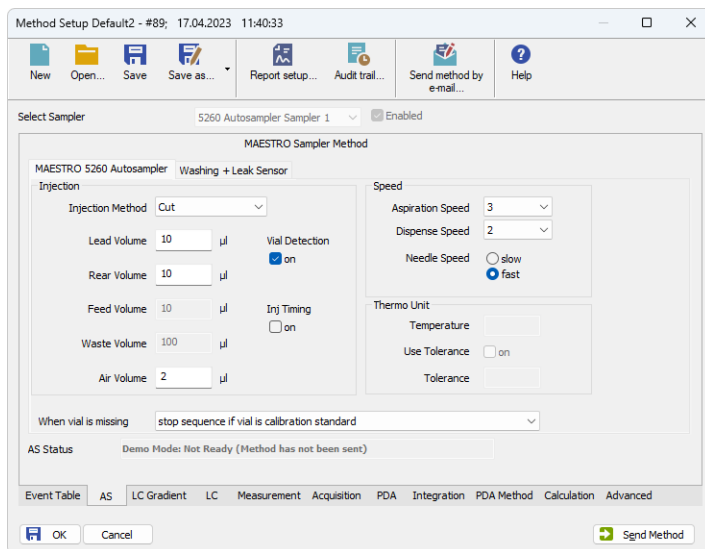 Method Setup Default2 - #89; 17.04.2023 11:40:33
New Open... Save Save as... Report setup... Audit trail... Send method by e-mail... Help
Select Sampler 5260 Autosampler Sampler 1 Enabled
MAESTRO Sampler Method
MAESTRO 5260 Autosampler Washing + Leak Sensor
Injection
Injection Method Cut
Lead Volume 10 µl
Vial Detection
on
Rear Volume 10 µl
Feed Volume 10 µl
Inj Timing
on
Waste Volume 100 µl
Air Volume 2 µl
Speed
Aspiration Speed 3
Dispense Speed 2
Needle Speed slow
fast
Thermo Unit
Temperature
Use Tolerance on
Tolerance
When vial is missing stop sequence if vial is calibration standard
AS Status Demo Mode: Not Ready (Method has not been sent)
Event Table AS LC Gradient LC Measurement Acquisition PDA Integration PDA Method Calculation Advanced
OK Cancel Send Method